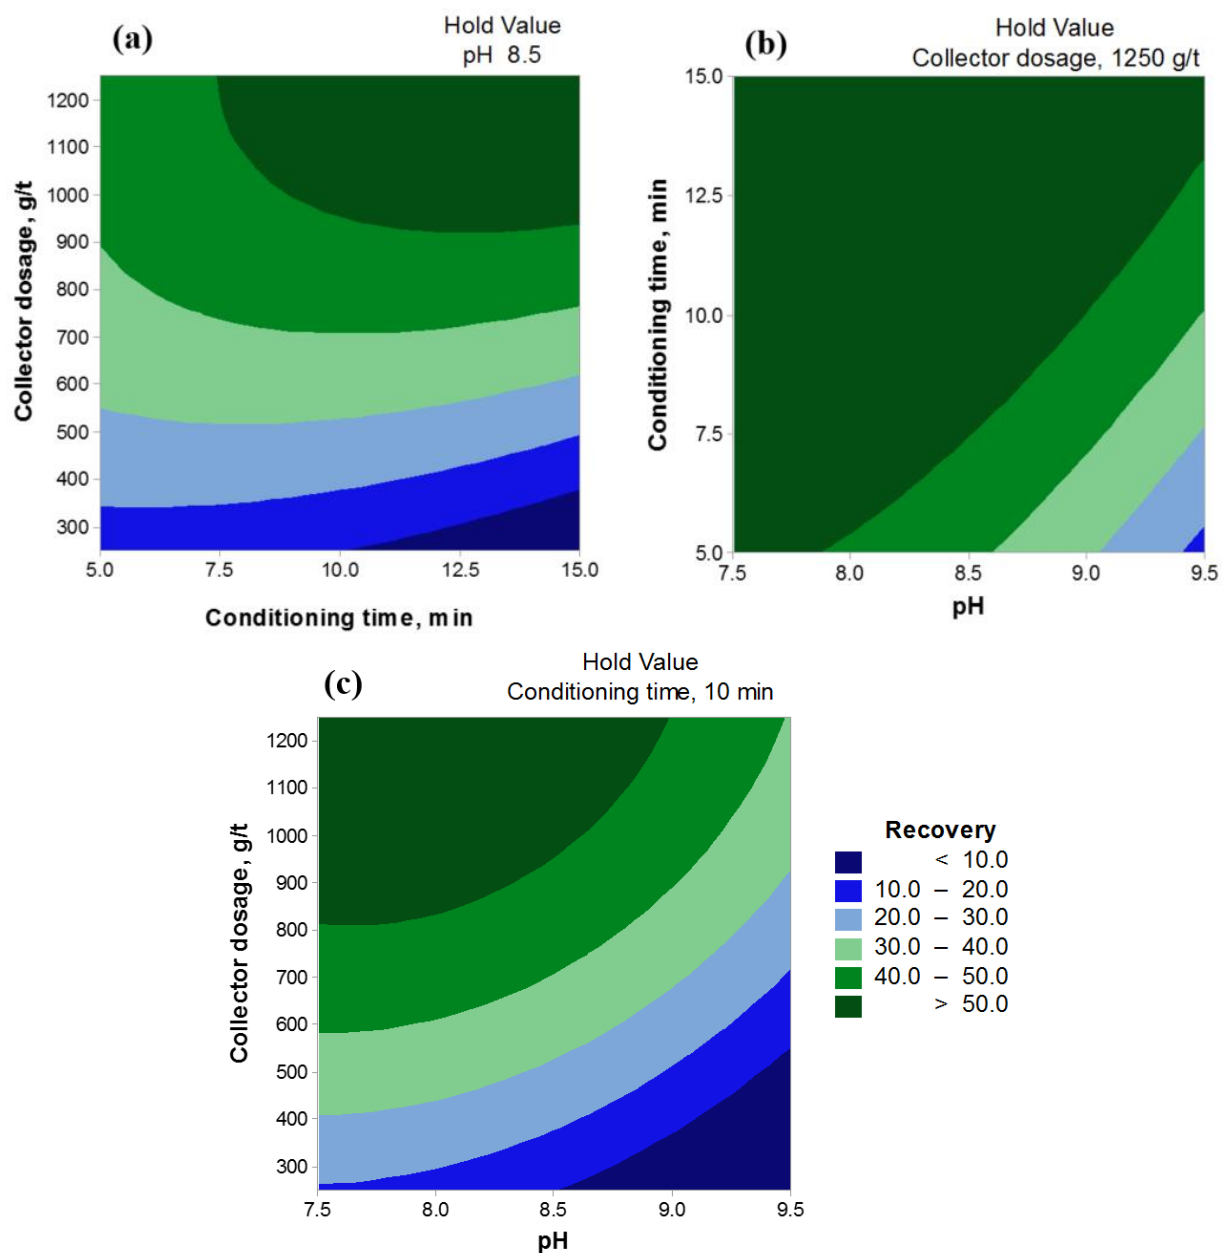 (a)
Hold Value
pH 8.5
1200
1100
1000
900
800
700
600
500
400
300
Collector dosage, g/t
5.0 7.5 10.0 12.5 15.0
Conditioning time, min
(b)
Hold Value
Collector dosage, 1250 g/t
15.0
12.5
10.0
7.5
5.0
Conditioning time, min
7.5 8.0 8.5 9.0 9.5
pH
(c)
Hold Value
Conditioning time, 10 min
1200
1100
1000
900
800
700
600
500
400
300
Collector dosage, g/t
7.5 8.0 8.5 9.0 9.5
pH
Recovery
< 10.0
10.0 – 20.0
20.0 – 30.0
30.0 – 40.0
40.0 – 50.0
> 50.0